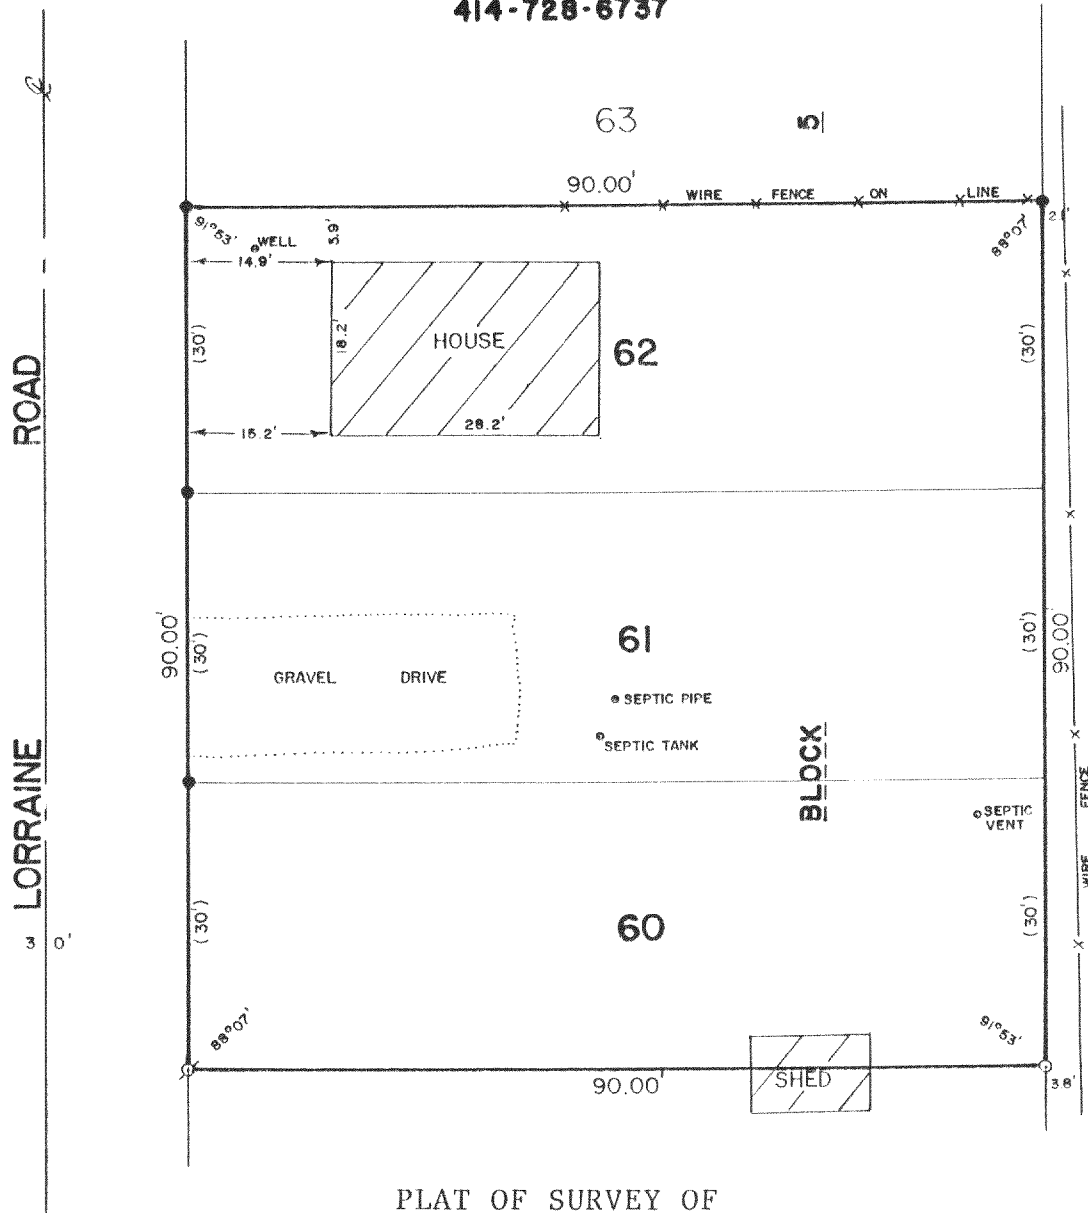 414-728-6737
63
5
90.00'
WIRE FENCE ON LINE
91°53'
WELL
5.9'
14.9'
88°07'
2.1'
(30')
18.2'
HOUSE
62
(30')
28.2'
15.2'
LORRAINE ROAD
90.00'
(30')
61
(30')
90.00'
GRAVEL DRIVE
SEPTIC PIPE
SEPTIC TANK
BLOCK
SEPTIC
VENT
WIRE FENCE
(30')
60
(30')
30'
88°07'
91°53'
90.00'
SHED
3.8'
PLAT OF SURVEY OF